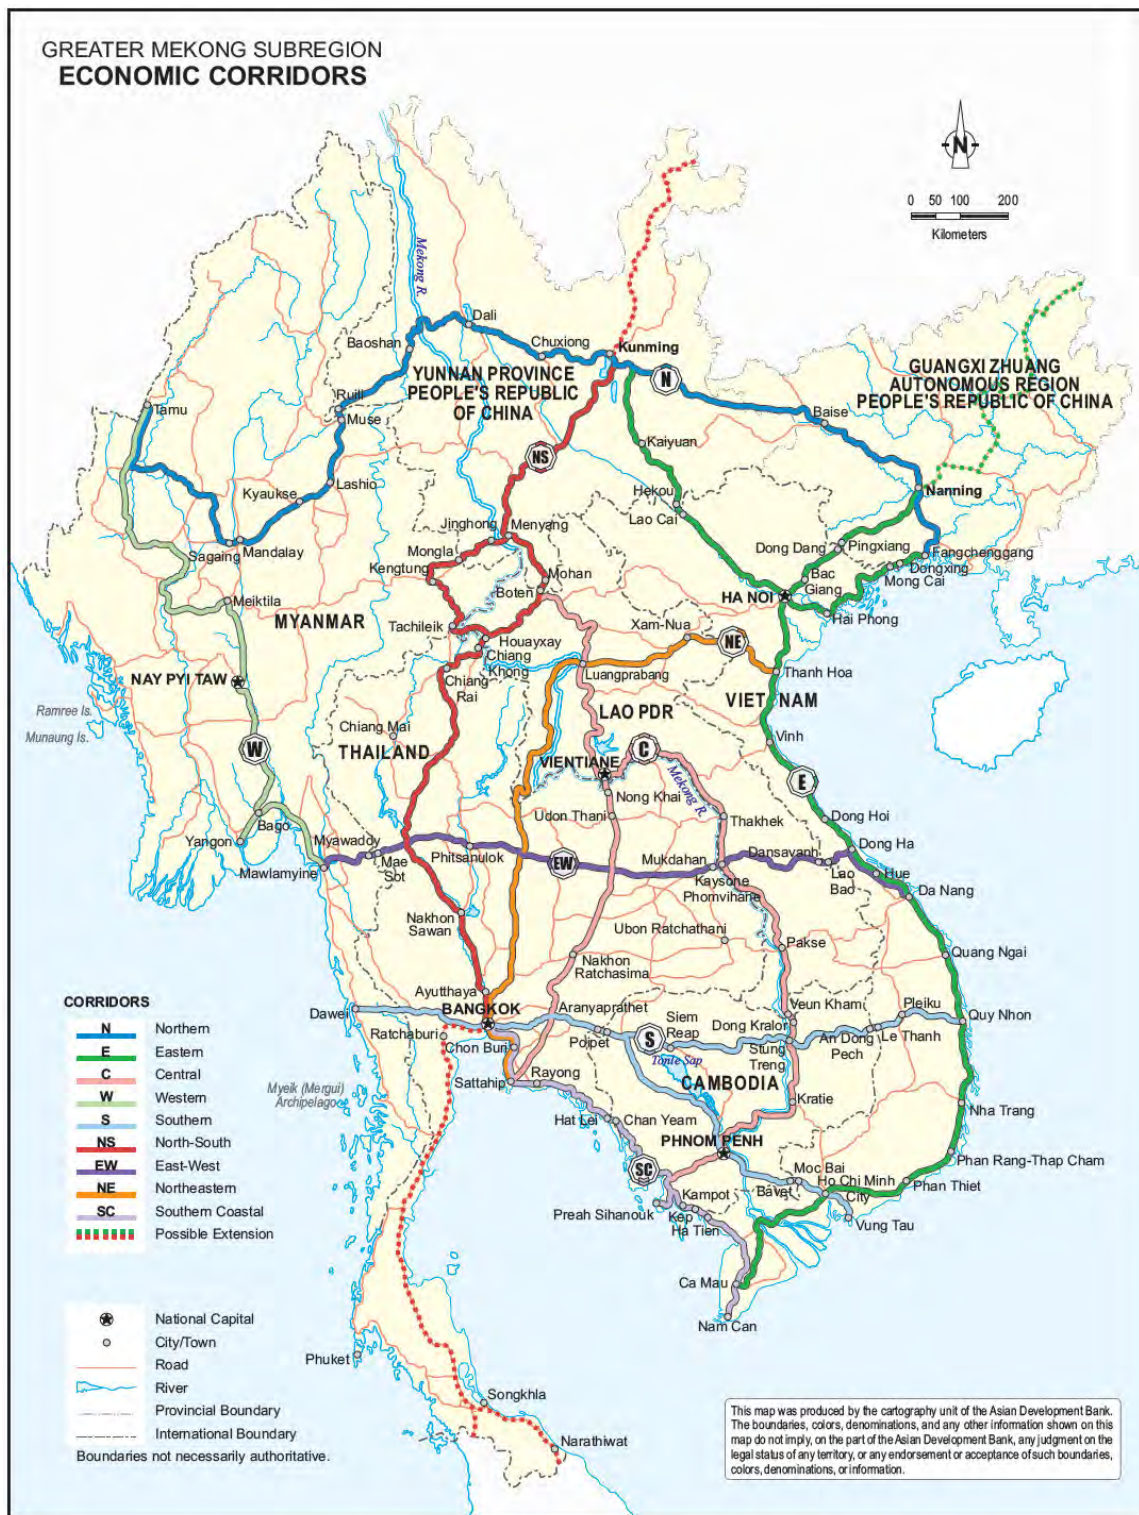 GREATER MEKONG SUBREGION
ECONOMIC CORRIDORS
N
0 50 100 200
Kilometers
Mekong R.
Dali
Baoshan
Chuxiong
Kunming
YUNNAN PROVINCE
PEOPLE'S REPUBLIC
OF CHINA
N
GUANGXI ZHUANG
AUTONOMOUS REGION
PEOPLE'S REPUBLIC OF CHINA
Tamu
Ruili
Muse
Baise
Kaiyuan
NS
Kyaukse
Lashio
Hekou
Lao Cai
Nanning
Sagaing
Mandalay
Jinghong
Menyang
Mongla
Kengtung
Mohan
Boten
Dong Dang
Pingxiang
Fangchenggang
Dongxing
Mong Cai
Bac
Giang
HA NOI
Hai Phong
Meiktila
MYANMAR
Tachileik
Houayxay
Chiang
Khong
Chiang
Rai
Xam-Nua
NE
Luangprabang
Thanh Hoa
NAY PYI TAW
Ramree Is.
Munaung Is.
Chiang Mai
THAILAND
LAO PDR
VIET NAM
W
VIENTIANE
C
Mekong R.
Vinh
E
Nong Khai
Udon Thani
Thakhek
Dong Hoi
Bago
Yangon
Myawaddy
Mae
Sot
Mawlamyine
Phitsanulok
EW
Mukdahan
Dansavanh
Dong Ha
Kaysone
Phomvihane
Lao
Bao
Hue
Da Nang
Nakhon
Sawan
Ubon Ratchathani
Pakse
Quang Ngai
Nakhon
Ratchasima
Ayutthaya
BANGKOK
Dawei
Ratchaburi
Chon Buri
Aranyaprathet
Poipet
Siem
Reap
S
Tonle Sap
Veun Kham
Dong Kralor
Stung
Treng
Pleiku
An Dong
Pech
Le Thanh
Quy Nhon
Sattahip
Rayong
CAMBODIA
Myeik (Mergui)
Archipelago
Hat Lei
Chan Yeam
Kratie
Nha Trang
PHNOM PENH
SC
Moc Bai
Bavet
Ho Chi Minh
City
Phan Rang-Thap Cham
Phan Thiet
Vung Tau
Preah Sihanouk
Kampot
Kep
Ha Tien
Ca Mau
Nam Can
Phuket
Songkhla
Narathiwat
CORRIDORS
N Northern
E Eastern
C Central
W Western
S Southern
NS North-South
EW East-West
NE Northeastern
SC Southern Coastal
Possible Extension
National Capital
City/Town
Road
River
Provincial Boundary
International Boundary
Boundaries not necessarily authoritative.
This map was produced by the cartography unit of the Asian Development Bank.
The boundaries, colors, denominations, and any other information shown on this
map do not imply, on the part of the Asian Development Bank, any judgment on the
legal status of any territory, or any endorsement or acceptance of such boundaries,
colors, denominations, or information.